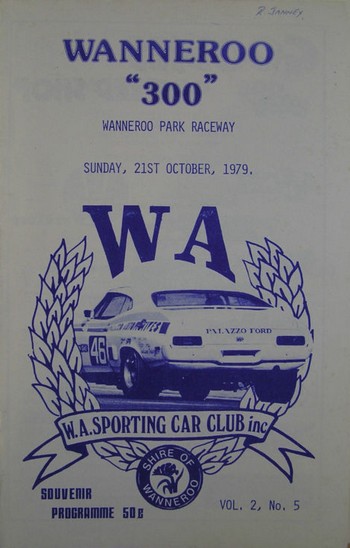 WANNEROO
"300"
WANNEROO PARK RACEWAY
SUNDAY, 21ST OCTOBER, 1979.
WA
46
PALAZZO FORD
W.A. SPORTING CAR CLUB inc
SHIRE OF
WANNEROO
SOUVENIR
PROGRAMME 50¢
VOL. 2, No. 5